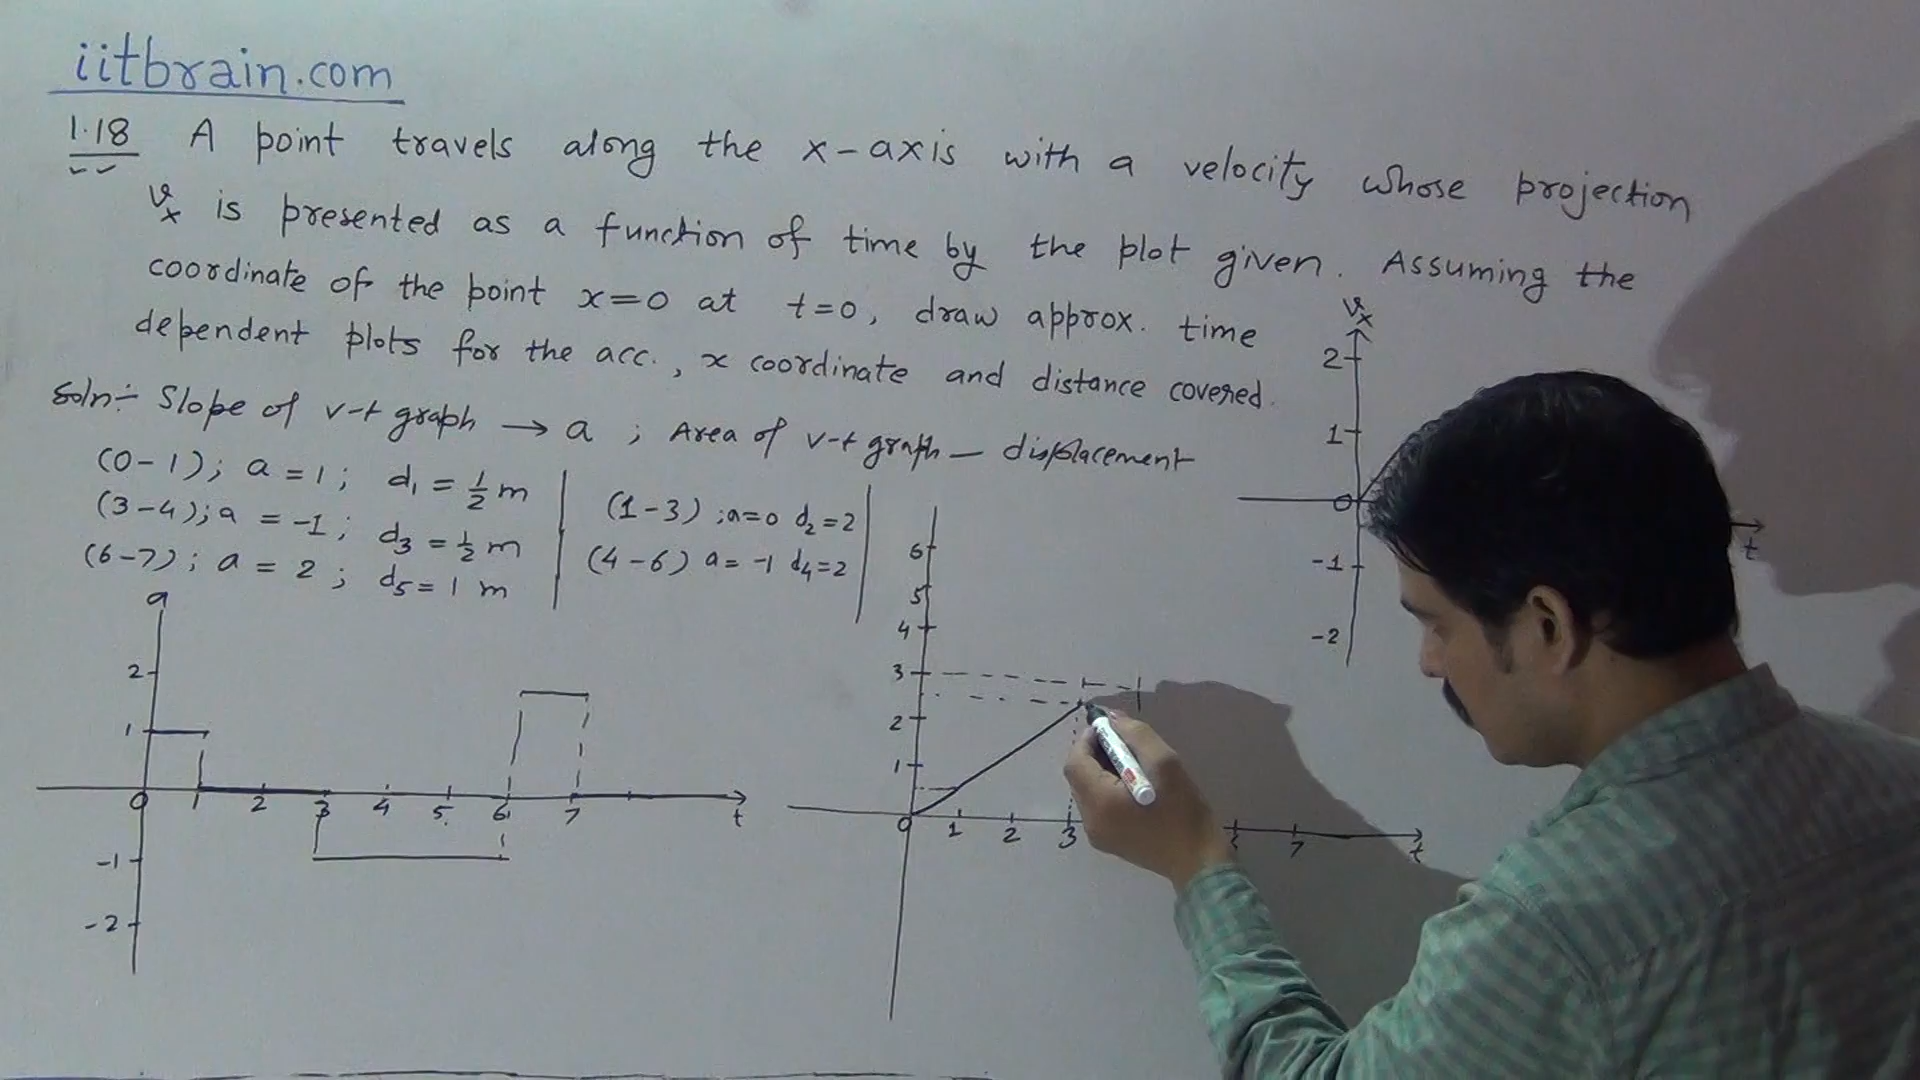 iitbrain.com
1.18 A point travels along the x-axis with a velocity whose projection
vx is presented as a function of time by the plot given. Assuming the
coordinate of the point x=0 at t=0, draw approx. time
dependent plots for the acc., x coordinate and distance covered.
Soln:- Slope of v-t graph → a ; Area of v-t graph — displacement
(0-1); a = 1; d₁ = 1/2 m
(3-4); a = -1; d₃ = 1/2 m
(6-7); a = 2; d₅ = 1 m
(1-3) ; a=0 d₂=2
(4-6) a= -1 d₄=2
vx
2
1
0
-1
-2
t
a
2
1
0 1 2 3 4 5 6 7 t
-1
-2
6
5
4
3
2
1
0 1 2 3 7 t